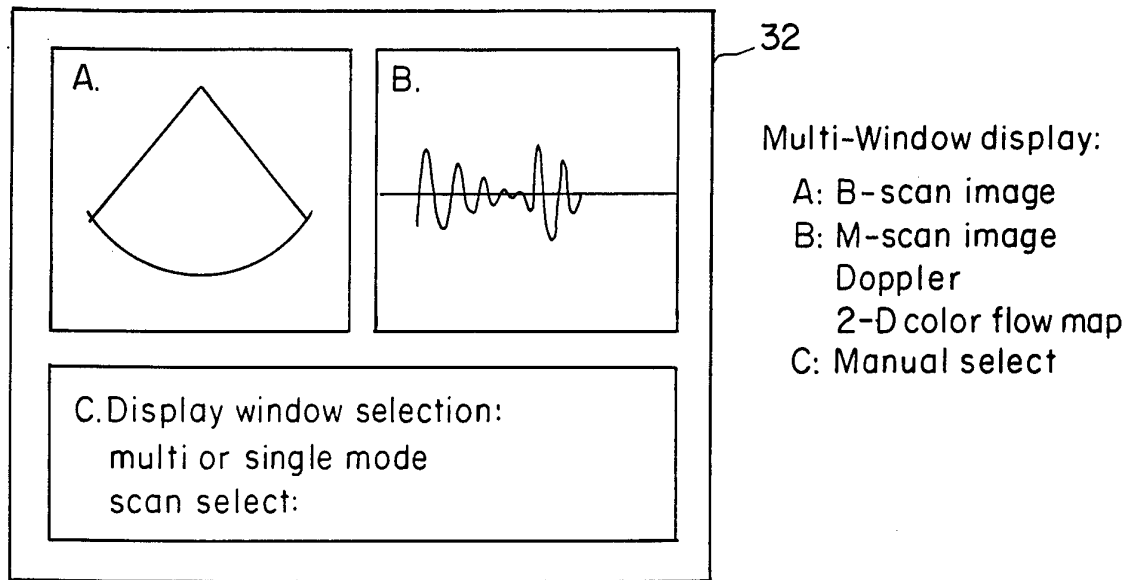 A.
B.
32
Multi-Window display:
A: B-scan image
B: M-scan image
Doppler
2-D color flow map
C: Manual select
C. Display window selection:
multi or single mode
scan select: